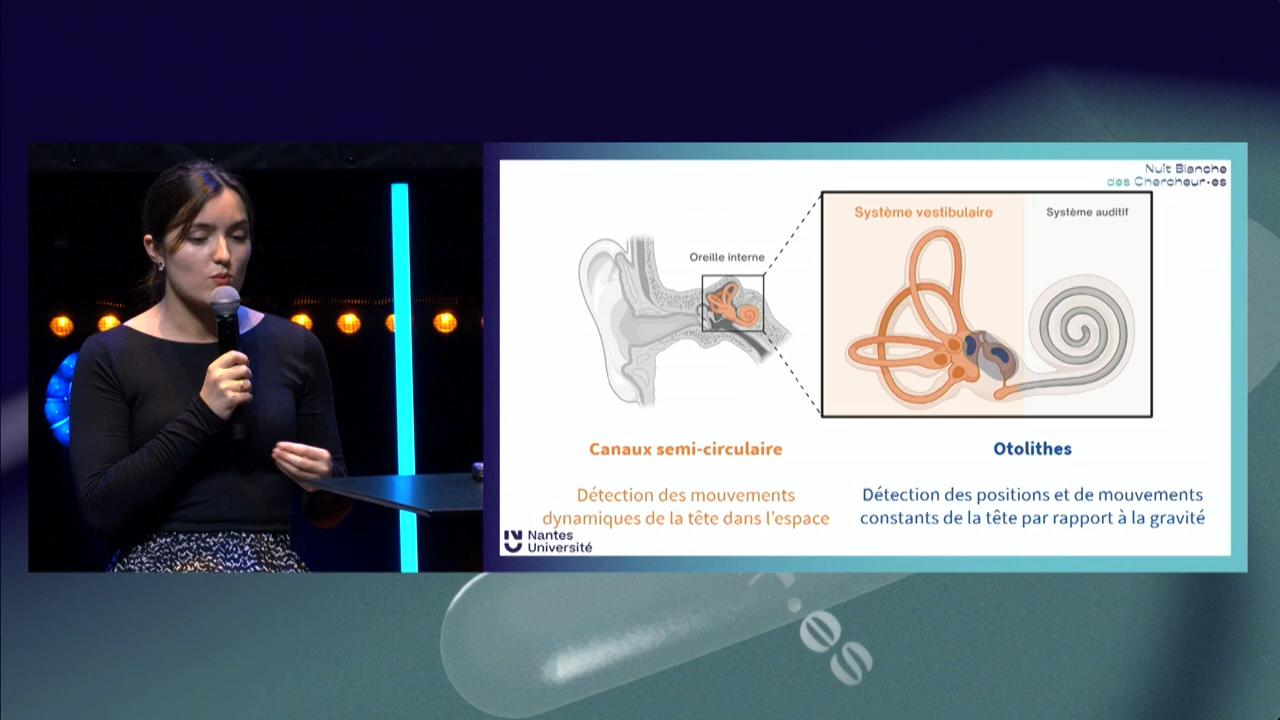 Nuit Blanche
des Chercheur•es
Système vestibulaire
Système auditif
Oreille interne
Canaux semi-circulaire
Otolithes
Détection des mouvements
dynamiques de la tête dans l'espace
Détection des positions et de mouvements
constants de la tête par rapport à la gravité
Nantes
Université
es